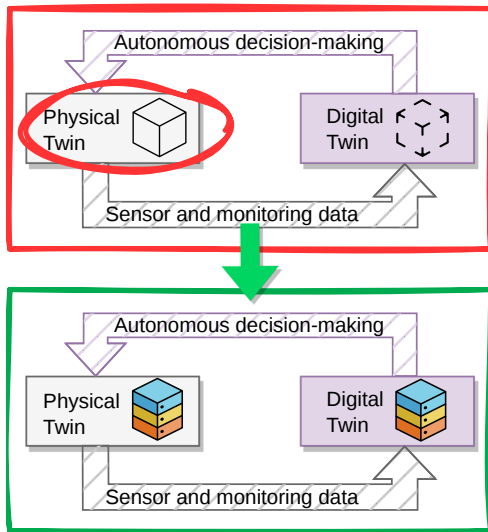 Autonomous decision-making
Physical
Twin
Digital
Twin
Sensor and monitoring data
Autonomous decision-making
Physical
Twin
Digital
Twin
Sensor and monitoring data